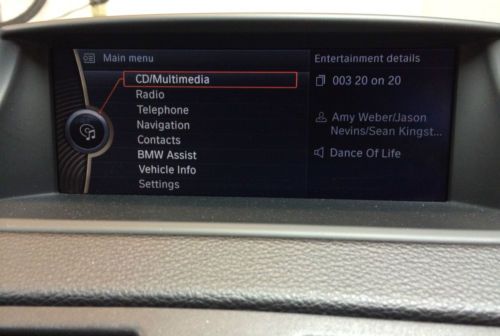 Main menu
CD/Multimedia
Radio
Telephone
Navigation
Contacts
BMW Assist
Vehicle Info
Settings
Entertainment details
003 20 on 20
Amy Weber/Jason
Nevins/Sean Kingst...
Dance Of Life